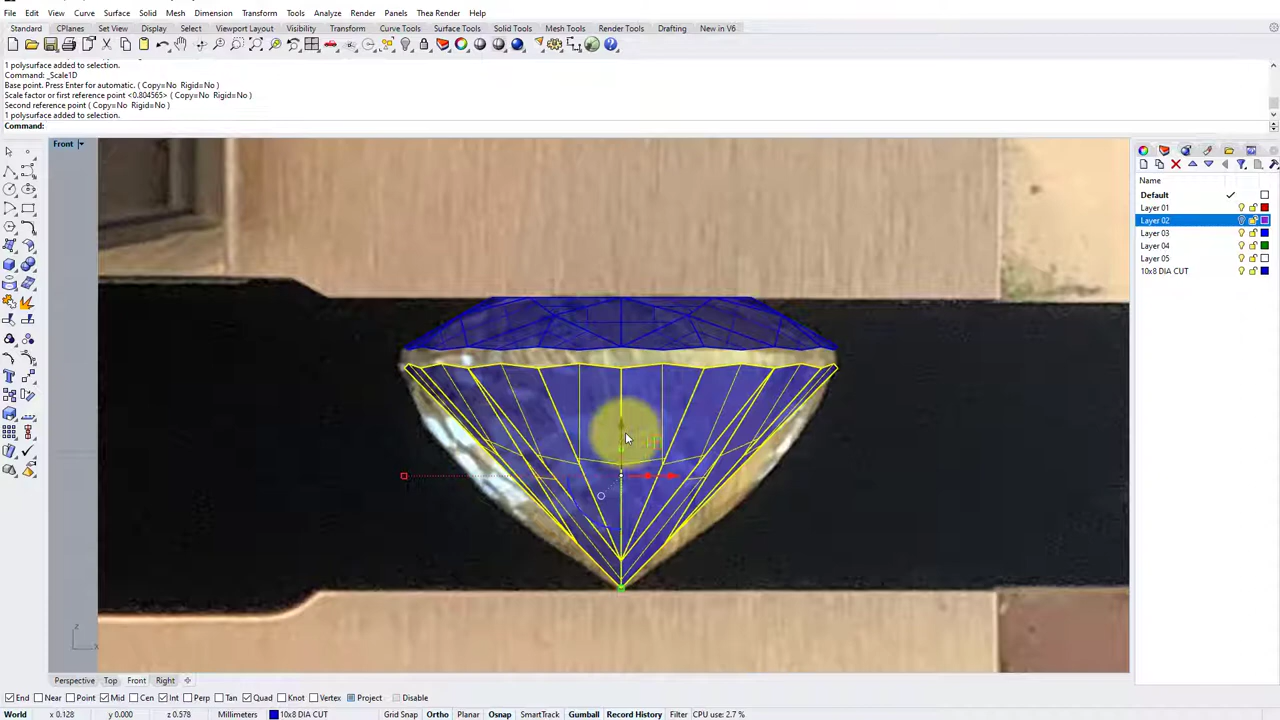 File Edit View Curve Surface Solid Mesh Dimension Transform Tools Analyze Render Panels Thea Render Help
Standard CPlanes Set View Display Select Viewport Layout Visibility Transform Curve Tools Surface Tools Solid Tools Mesh Tools Render Tools Drafting New in V6
1 polysurface added to selection.
Command: _Scale1D
Base point. Press Enter for automatic. ( Copy=No Rigid=No )
Scale factor or first reference point <0.804565> ( Copy=No Rigid=No )
Second reference point ( Copy=No Rigid=No )
1 polysurface added to selection.
Command:
Front
Name
Default
Layer 01
Layer 02
Layer 03
Layer 04
Layer 05
10x8 DIA CUT
z
x
Perspective Top Front Right
End Near Point Mid Cen Int Perp Tan Quad Knot Vertex Project Disable
World x 0.128 y 0.000 z 0.578 Millimeters 10x8 DIA CUT Grid Snap Ortho Planar Osnap SmartTrack Gumball Record History Filter CPU use: 2.7 %